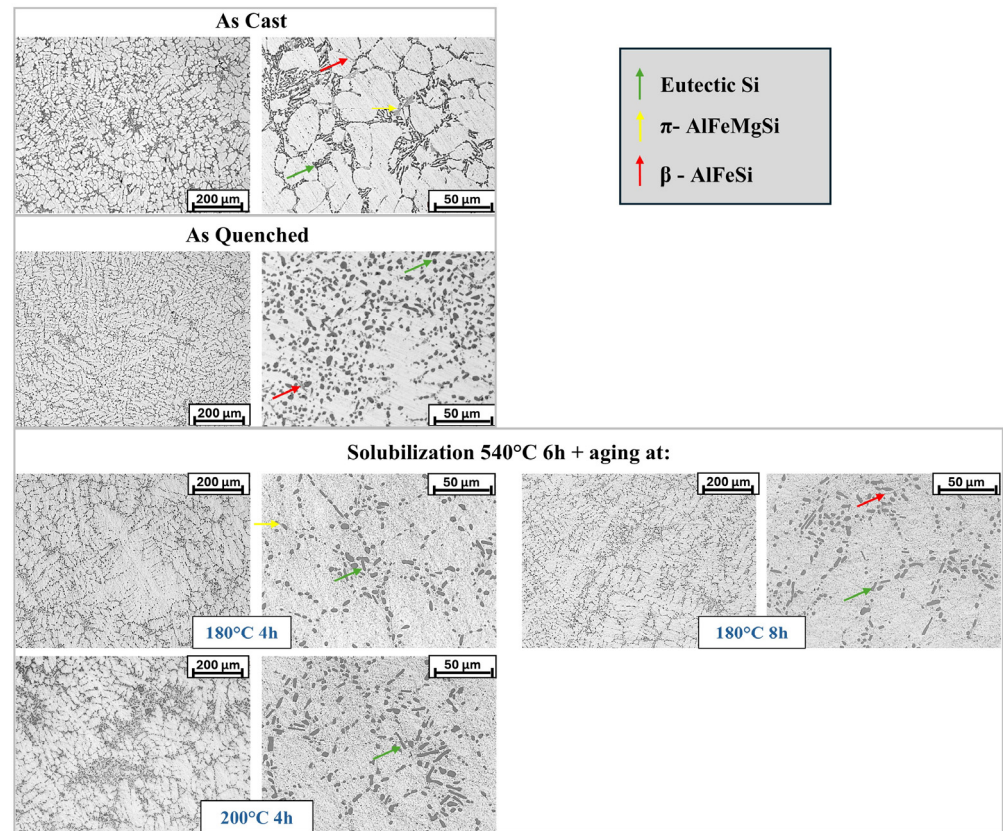 As Cast
200 μm
50 μm
Eutectic Si
π- AlFeMgSi
β - AlFeSi
As Quenched
200 μm
50 μm
Solubilization 540°C 6h + aging at:
200 μm
50 μm
200 μm
50 μm
180°C 4h
180°C 8h
200 μm
50 μm
200°C 4h